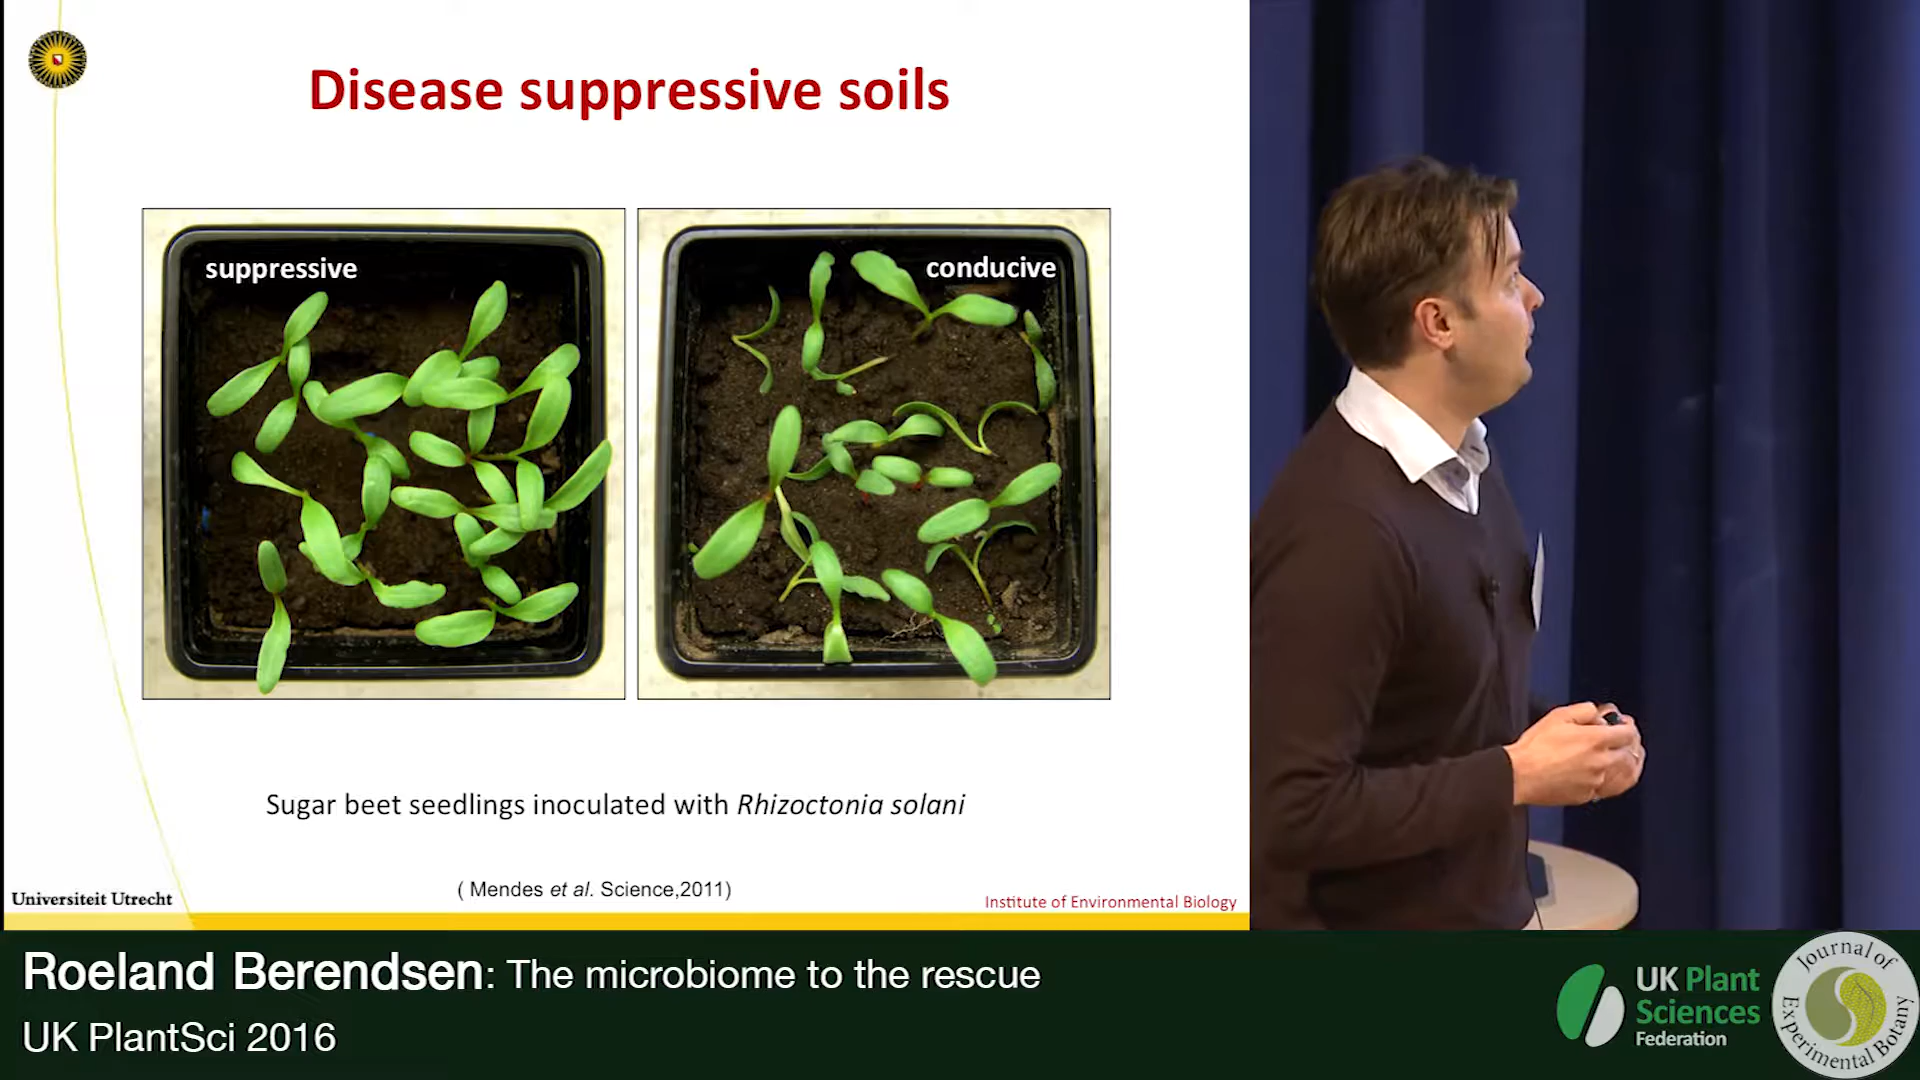 Disease suppressive soils
suppressive
conducive
Sugar beet seedlings inoculated with Rhizoctonia solani
( Mendes et al. Science,2011)
Universiteit Utrecht
Institute of Environmental Biology
Roeland Berendsen: The microbiome to the rescue
UK PlantSci 2016
UK Plant
Sciences
Federation
Journal of
Experimental Botany